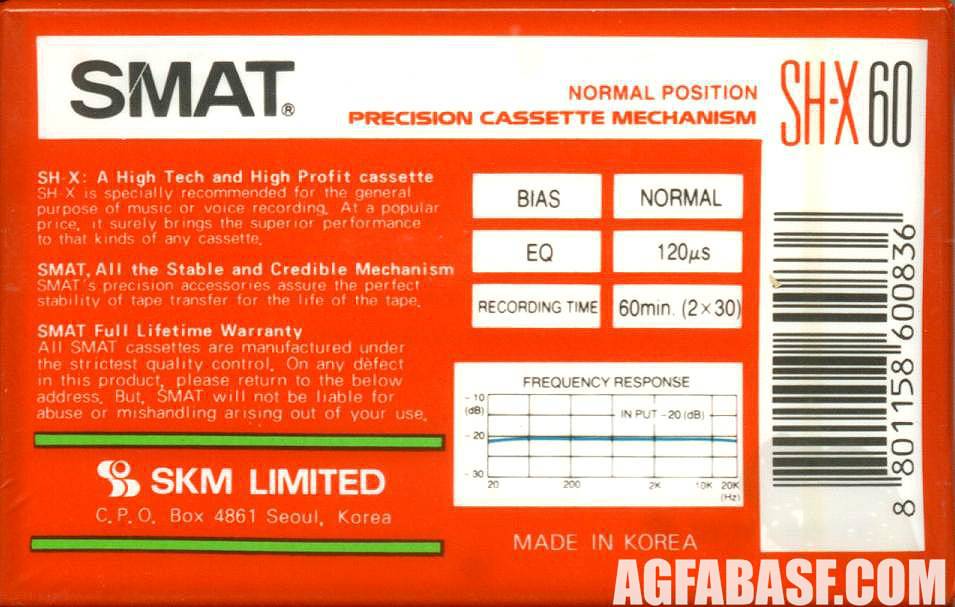 SMAT®
NORMAL POSITION
PRECISION CASSETTE MECHANISM
SH-X 60
SH-X: A High Tech and High Profit cassette
SH-X is specially recommended for the general
purpose of music or voice recording. At a popular
price, it surely brings the superior performance
to that kinds of any cassette.
SMAT, All the Stable and Credible Mechanism
SMAT's precision accessories assure the perfect
stability of tape transfer for the life of the tape.
SMAT Full Lifetime Warranty
All SMAT cassettes are manufactured under
the strictest quality control. On any defect
in this product, please return to the below
address. But, SMAT will not be liable for
abuse or mishandling arising out of your use.
SKM LIMITED
C.P.O. Box 4861 Seoul, Korea
BIAS NORMAL
EQ 120μs
RECORDING TIME 60min. (2×30)
FREQUENCY RESPONSE
-10
(dB)
IN PUT -20 (dB)
-20
-30
20 200 2K 10K 20K
(Hz)
MADE IN KOREA
8 801158 600836
AGFABASF.COM